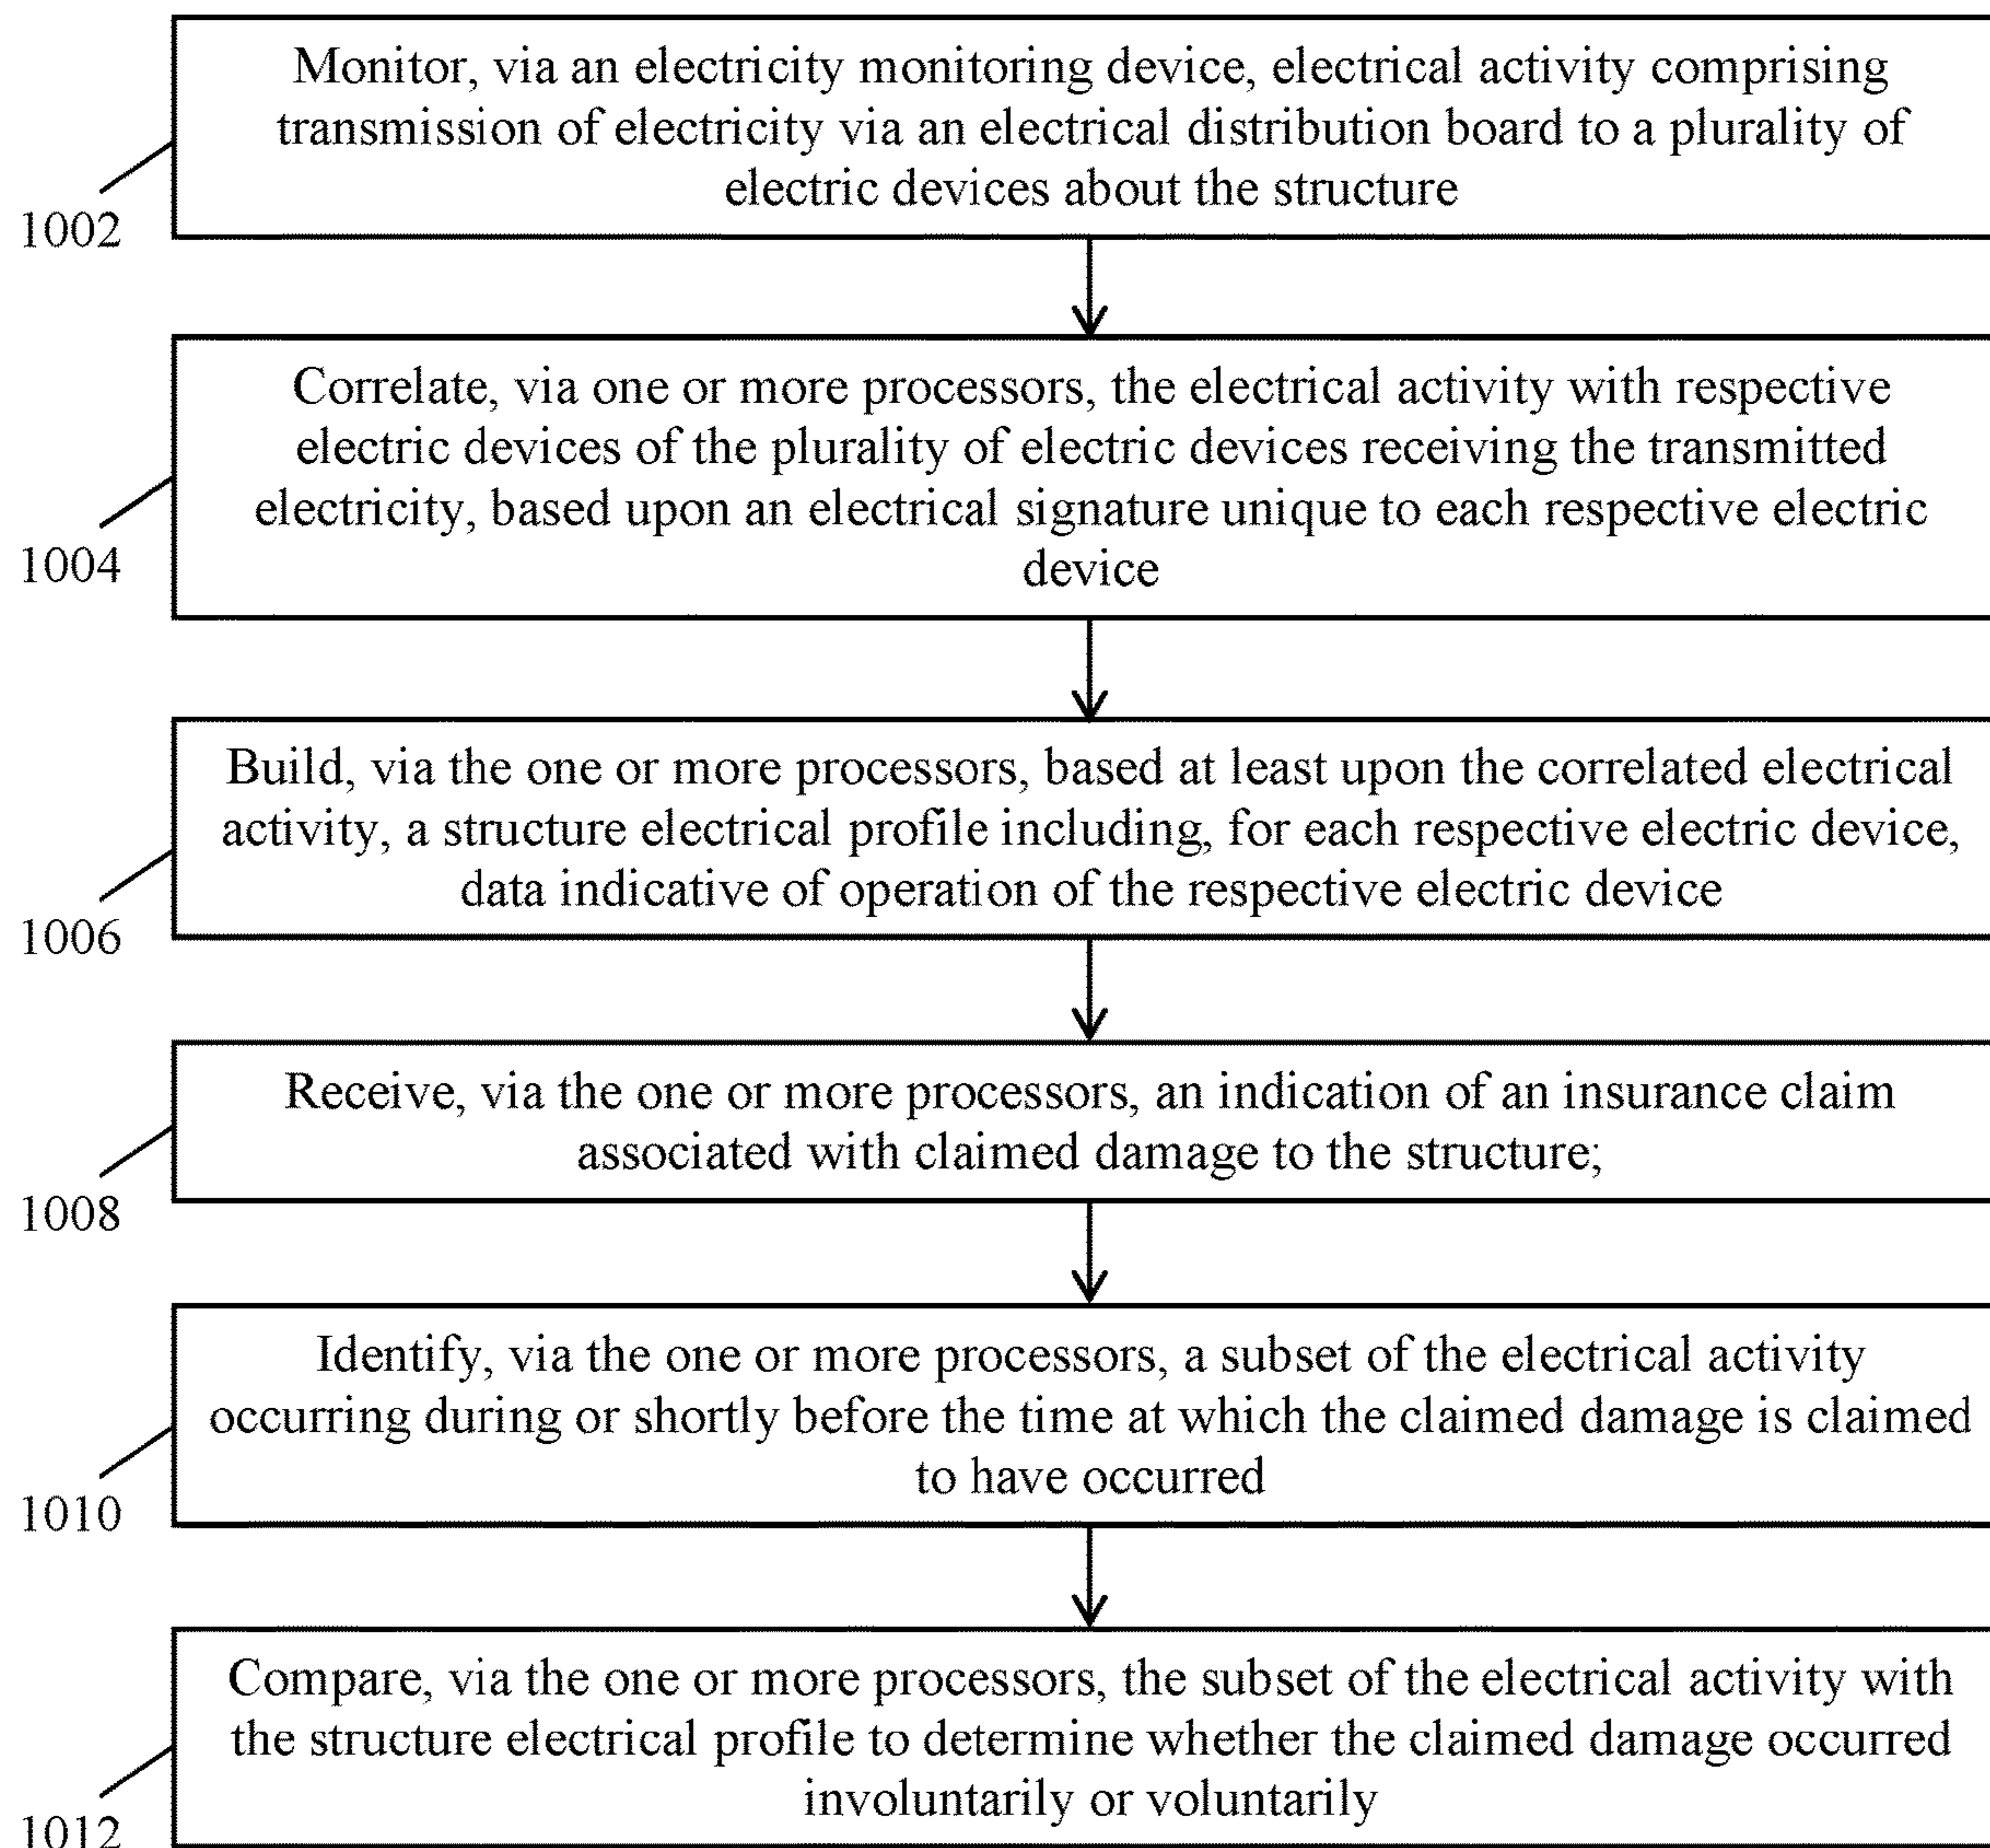 Monitor, via an electricity monitoring device, electrical activity comprising
transmission of electricity via an electrical distribution board to a plurality of
electric devices about the structure
1002
Correlate, via one or more processors, the electrical activity with respective
electric devices of the plurality of electric devices receiving the transmitted
electricity, based upon an electrical signature unique to each respective electric
device
1004
Build, via the one or more processors, based at least upon the correlated electrical
activity, a structure electrical profile including, for each respective electric device,
data indicative of operation of the respective electric device
1006
Receive, via the one or more processors, an indication of an insurance claim
associated with claimed damage to the structure;
1008
Identify, via the one or more processors, a subset of the electrical activity
occurring during or shortly before the time at which the claimed damage is claimed
to have occurred
1010
Compare, via the one or more processors, the subset of the electrical activity with
the structure electrical profile to determine whether the claimed damage occurred
involuntarily or voluntarily
1012